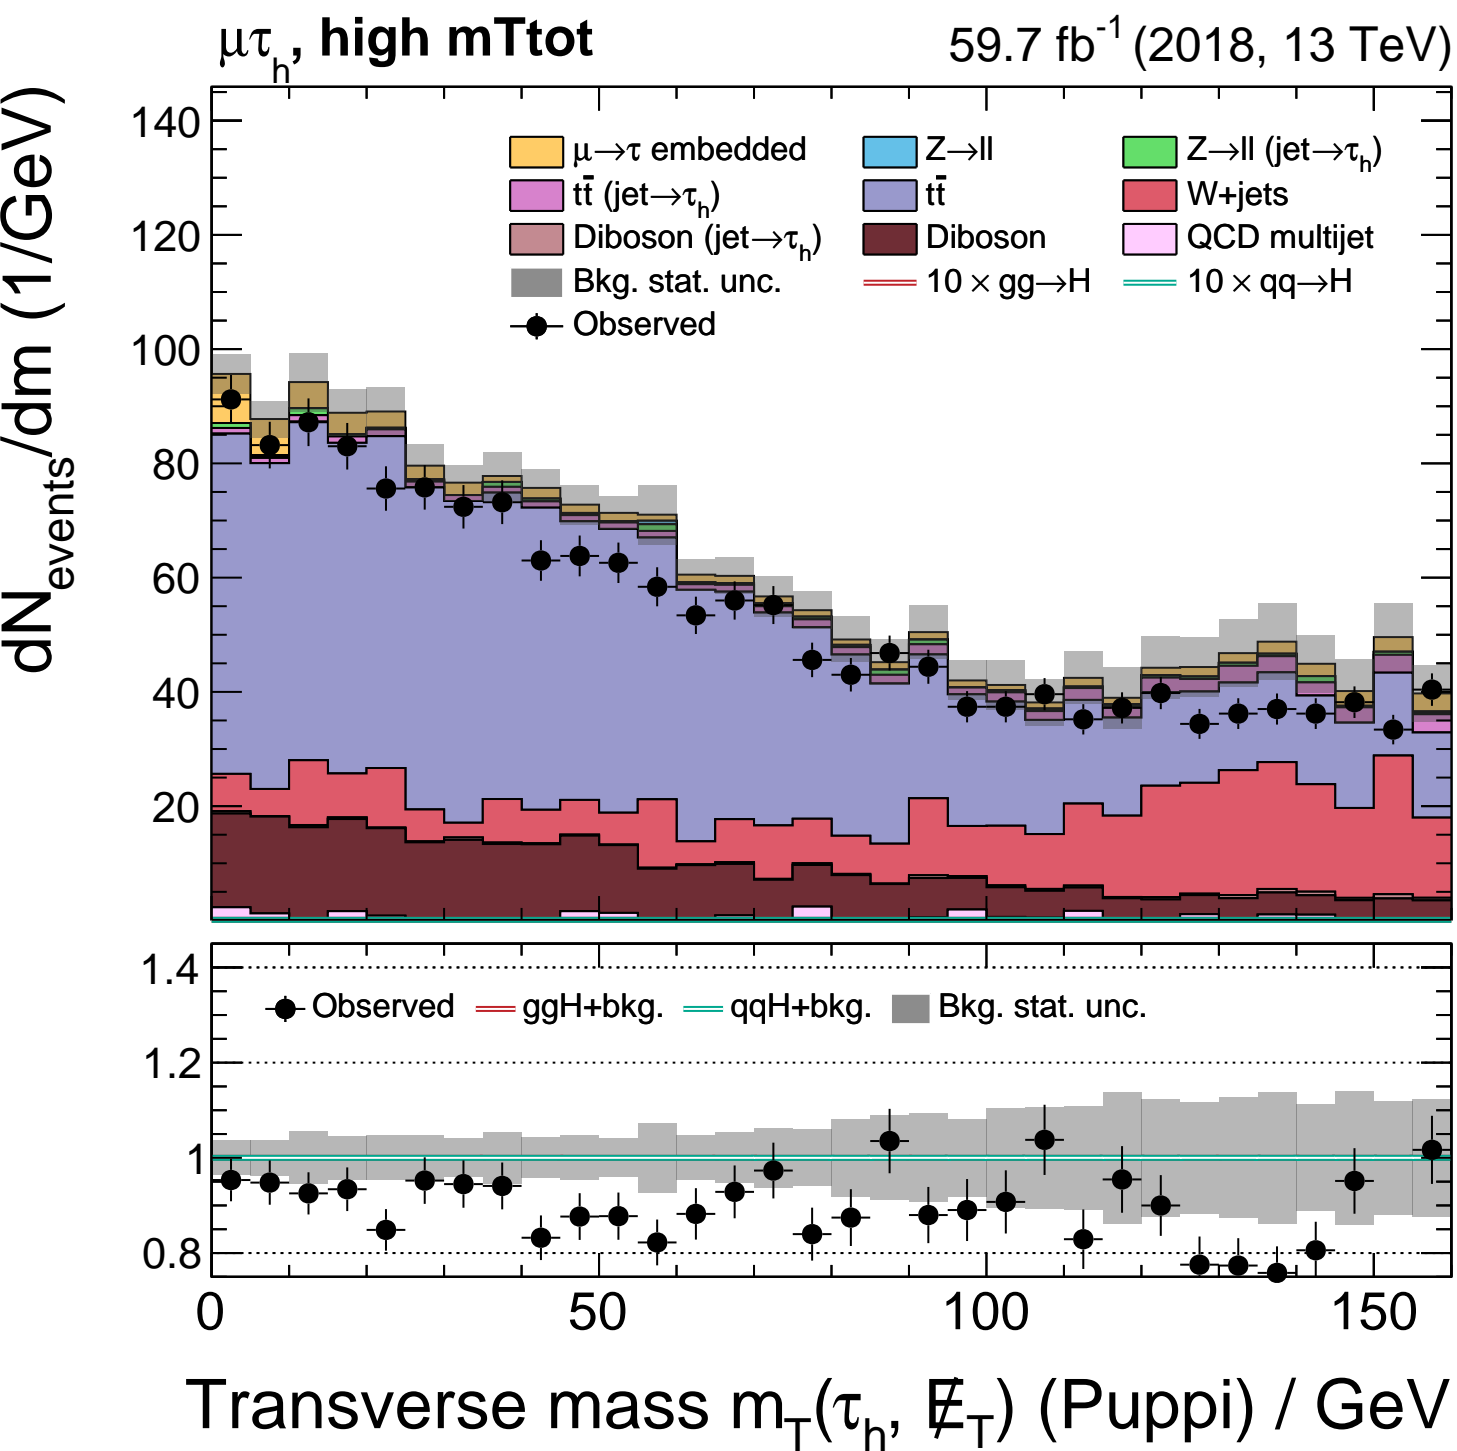 μτh, high mTtot
59.7 fb-1 (2018, 13 TeV)
dNevents/dm (1/GeV)
140
120
100
80
60
40
20
μ→τ embedded
Z→ll
Z→ll (jet→τh)
tt̄ (jet→τh)
tt̄
W+jets
Diboson (jet→τh)
Diboson
QCD multijet
Bkg. stat. unc.
10 × gg→H
10 × qq→H
Observed
1.4
1.2
1
0.8
Observed
ggH+bkg.
qqH+bkg.
Bkg. stat. unc.
0
50
100
150
Transverse mass mT(τh, E̸T) (Puppi) / GeV